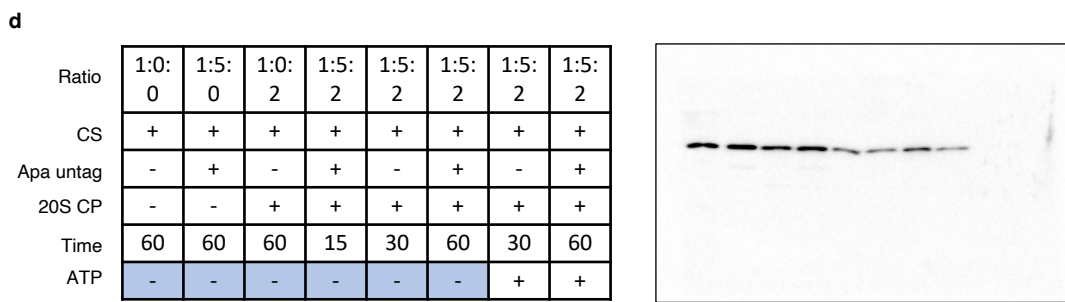 d
Ratio 1:0:0 1:5:0 1:0:2 1:5:2 1:5:2 1:5:2 1:5:2 1:5:2
CS + + + + + + + +
Apa untag - + - + - + - +
20S CP - - + + + + + +
Time 60 60 60 15 30 60 30 60
ATP - - - - - - + +